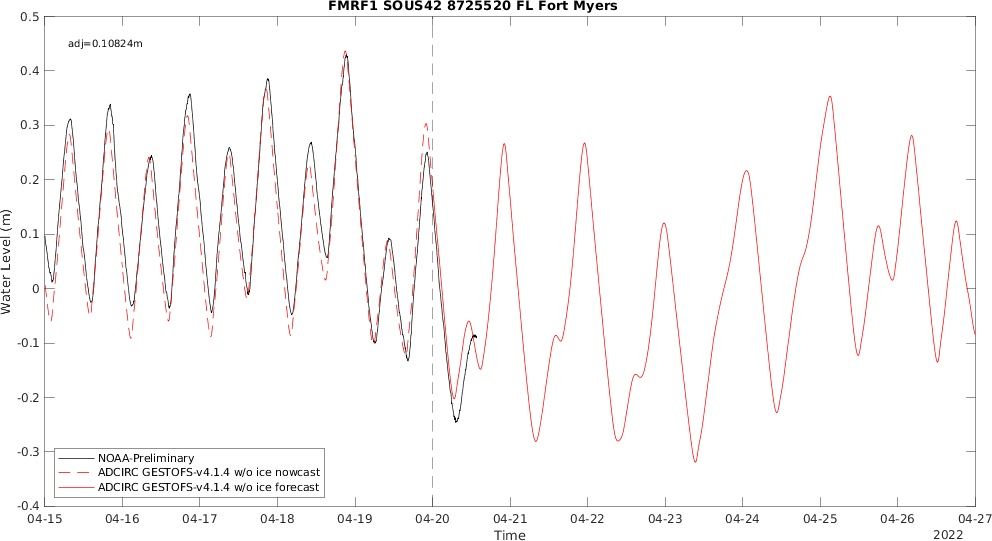 FMRF1 SOUS42 8725520 FL Fort Myers
adj=0.10824m
0.5
0.4
0.3
0.2
0.1
0
-0.1
-0.2
-0.3
-0.4
Water Level (m)
NOAA-Preliminary
ADCIRC GESTOFS-v4.1.4 w/o ice nowcast
ADCIRC GESTOFS-v4.1.4 w/o ice forecast
04-15 04-16 04-17 04-18 04-19 04-20 04-21 04-22 04-23 04-24 04-25 04-26 04-27
Time
2022